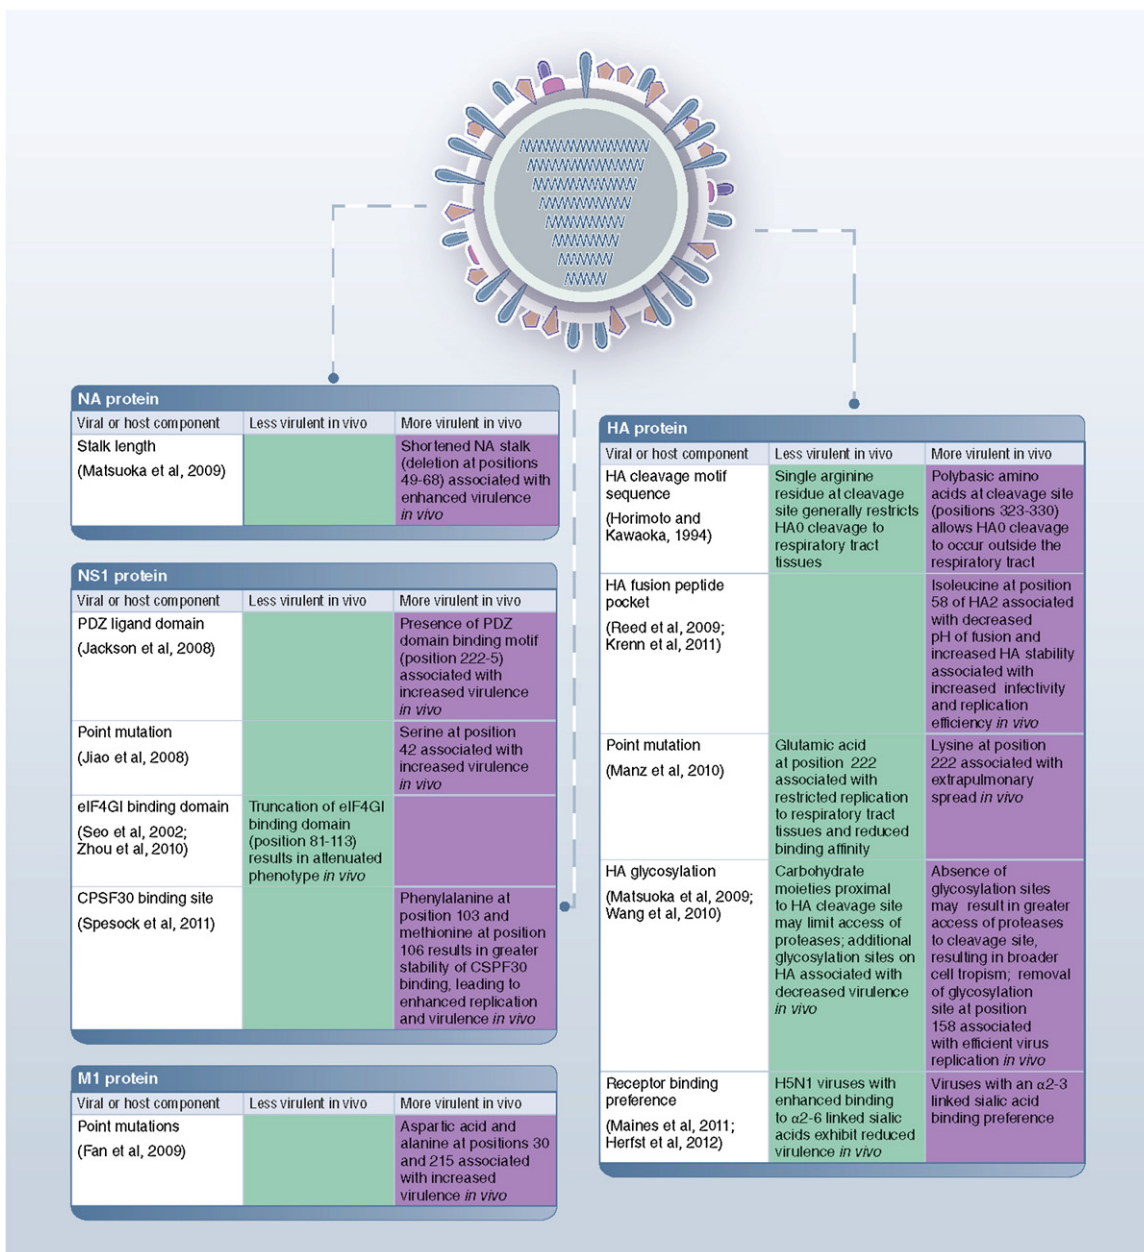 NA protein
Viral or host component
Less virulent in vivo
More virulent in vivo
Stalk length
(Matsuoka et al, 2009)
Shortened NA stalk
(deletion at positions
49-68) associated with
enhanced virulence
in vivo
NS1 protein
Viral or host component
Less virulent in vivo
More virulent in vivo
PDZ ligand domain
(Jackson et al, 2008)
Presence of PDZ
domain binding motif
(position 222-5)
associated with
increased virulence
in vivo
Point mutation
(Jiao et al, 2008)
Serine at position
42 associated with
increased virulence
in vivo
eIF4GI binding domain
(Seo et al, 2002;
Zhou et al, 2010)
Truncation of eIF4GI
binding domain
(position 81-113)
results in attenuated
phenotype in vivo
CPSF30 binding site
(Spesock et al, 2011)
Phenylalanine at
position 103 and
methionine at position
106 results in greater
stability of CSPF30
binding, leading to
enhanced replication
and virulence in vivo
M1 protein
Viral or host component
Less virulent in vivo
More virulent in vivo
Point mutations
(Fan et al, 2009)
Aspartic acid and
alanine at positions 30
and 215 associated
with increased
virulence in vivo
HA protein
Viral or host component
Less virulent in vivo
More virulent in vivo
HA cleavage motif
sequence
(Horimoto and
Kawaoka, 1994)
Single arginine
residue at cleavage
site generally restricts
HA0 cleavage to
respiratory tract
tissues
Polybasic amino
acids at cleavage site
(positions 323-330)
allows HA0 cleavage
to occur outside the
respiratory tract
HA fusion peptide
pocket
(Reed et al, 2009;
Krenn et al, 2011)
Isoleucine at position
58 of HA2 associated
with decreased
pH of fusion and
increased HA stability
associated with
increased infectivity
and replication
efficiency in vivo
Point mutation
(Manz et al, 2010)
Glutamic acid
at position 222
associated with
restricted replication
to respiratory tract
tissues and reduced
binding affinity
Lysine at position
222 associated with
extrapulmonary
spread in vivo
HA glycosylation
(Matsuoka et al, 2009;
Wang et al, 2010)
Carbohydrate
moieties proximal
to HA cleavage site
may limit access of
proteases; additional
glycosylation sites on
HA associated with
decreased virulence
in vivo
Absence of
glycosylation sites
may result in greater
access of proteases
to cleavage site,
resulting in broader
cell tropism; removal
of glycosylation
site at position
158 associated
with efficient virus
replication in vivo
Receptor binding
preference
(Maines et al, 2011;
Herfst et al, 2012)
H5N1 viruses with
enhanced binding
to α2-6 linked sialic
acids exhibit reduced
virulence in vivo
Viruses with an α2-3
linked sialic acid
binding preference